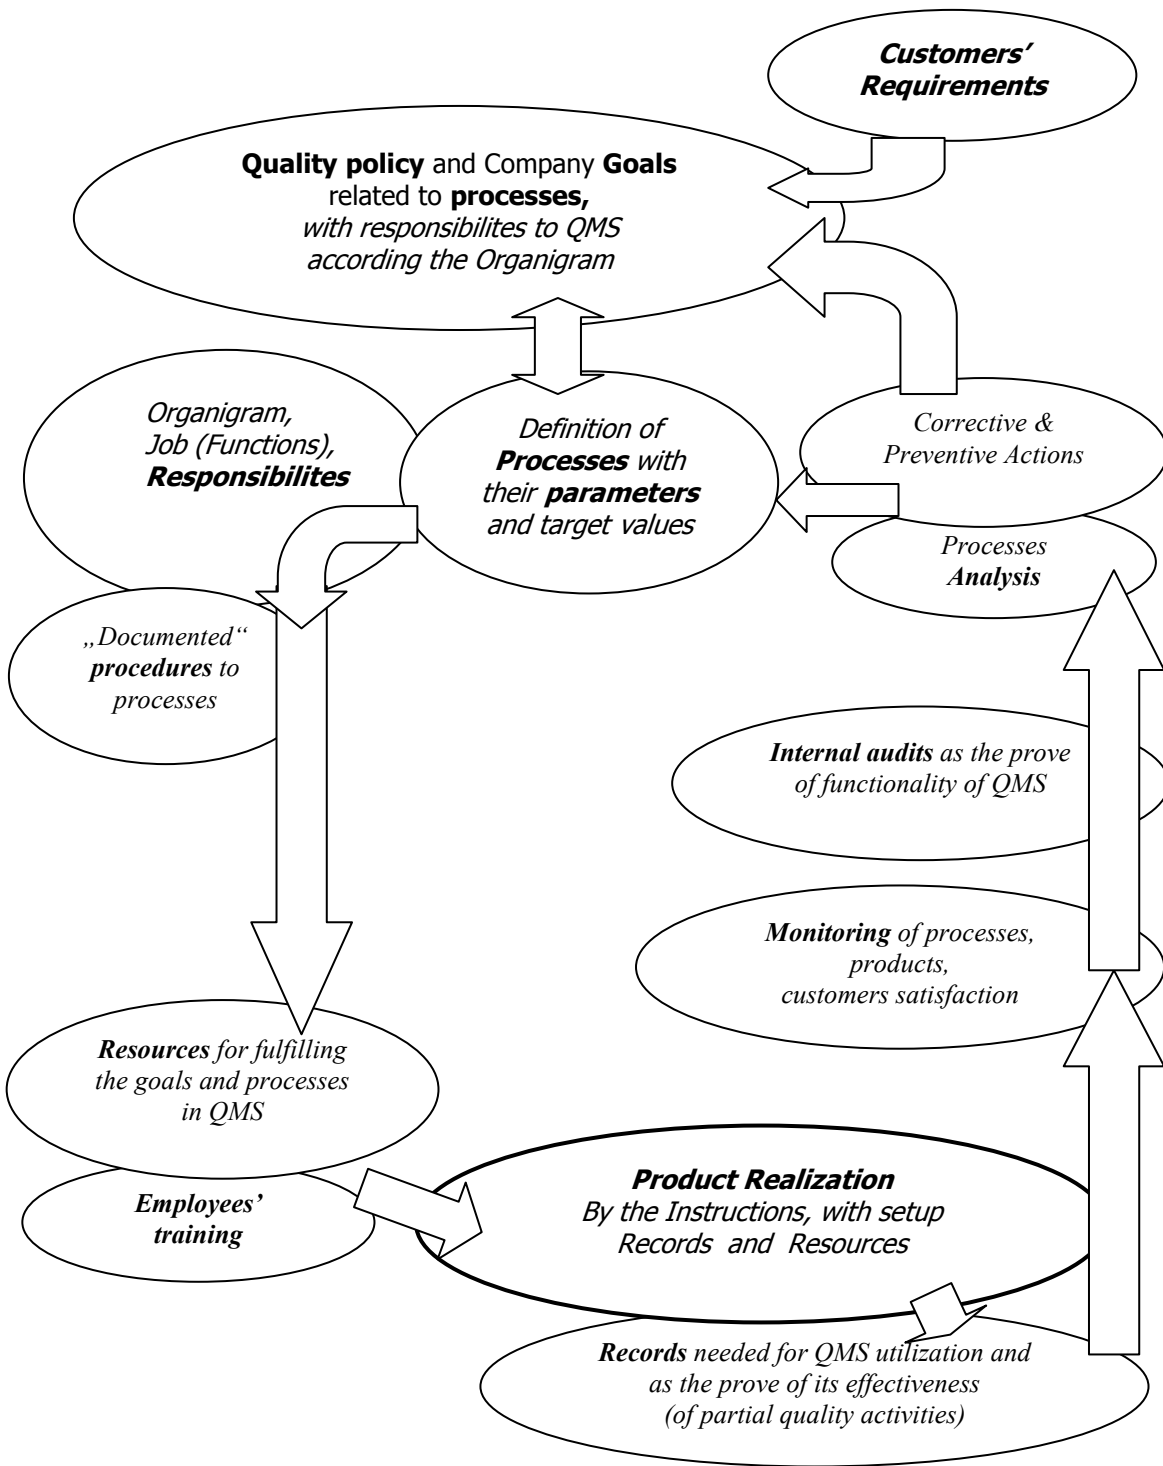 Customers’
Requirements
Quality policy and Company Goals
related to processes,
with responsibilites to QMS
according the Organigram
Organigram,
Job (Functions),
Responsibilites
Definition of
Processes with
their parameters
and target values
Corrective &
Preventive Actions
Processes
Analysis
„Documented“
procedures to
processes
Internal audits as the prove
of functionality of QMS
Monitoring of processes,
products,
customers satisfaction
Resources for fulfilling
the goals and processes
in QMS
Employees’
training
Product Realization
By the Instructions, with setup
Records and Resources
Records needed for QMS utilization and
as the prove of its effectiveness
(of partial quality activities)